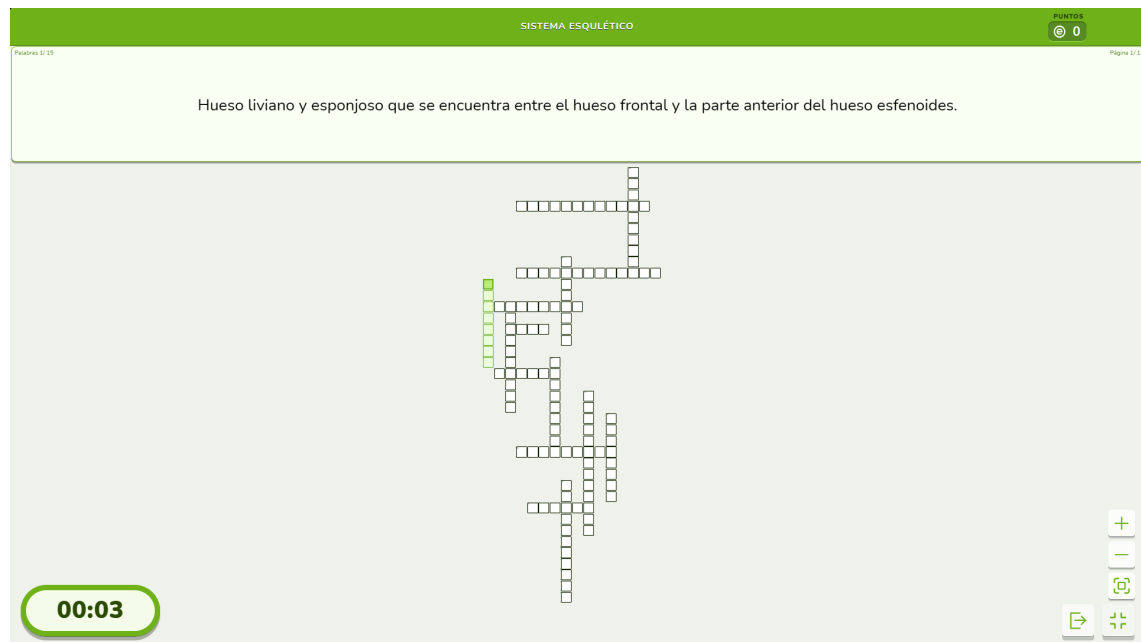 SISTEMA ESQULÉTICO
PUNTOS
0
Palabras 1/ 15
Página 1/ 1
Hueso liviano y esponjoso que se encuentra entre el hueso frontal y la parte anterior del hueso esfenoides.
00:03